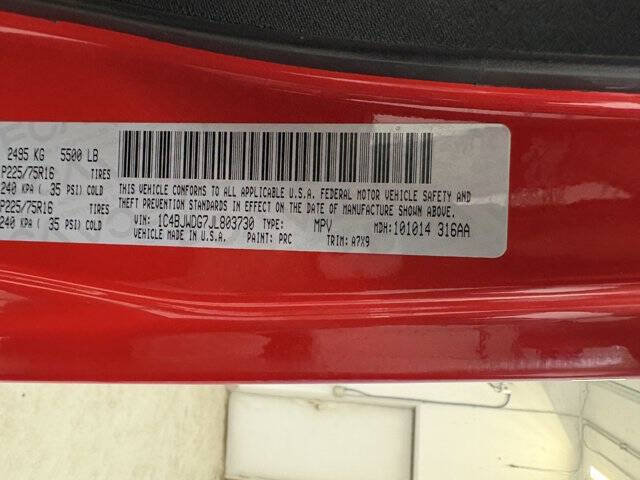 2495 KG 5500 LB
P225/75R16 TIRES
240 KPA ( 35 PSI) COLD
P225/75R16 TIRES
240 KPA ( 35 PSI) COLD
THIS VEHICLE CONFORMS TO ALL APPLICABLE U.S.A. FEDERAL MOTOR VEHICLE SAFETY AND
THEFT PREVENTION STANDARDS IN EFFECT ON THE DATE OF MANUFACTURE SHOWN ABOVE.
VIN: 1C4BJWDG7JL803730 TYPE: MPV MDH:101014 316AA
VEHICLE MADE IN U.S.A. PAINT: PRC TRIM: A7X9